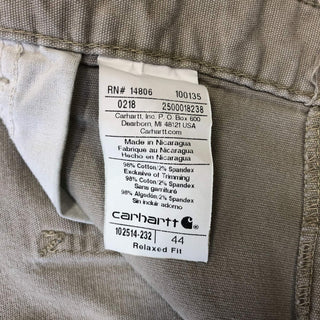 RN# 14806 100135
0218 2500018238
Carhartt, Inc. P.O. Box 600
Dearborn, MI 48121 USA
Carhartt.com
Made in Nicaragua
Fabrique au Nicaragua
Hecho en Nicaragua
98% Cotton/2% Spandex
Exclusive of Trimming
98% Coton/2% Spandex
Sans garniture
98% Algodón/2% Spandex
Sin incluir adorno
carhartt
102514-232 44
Relaxed Fit